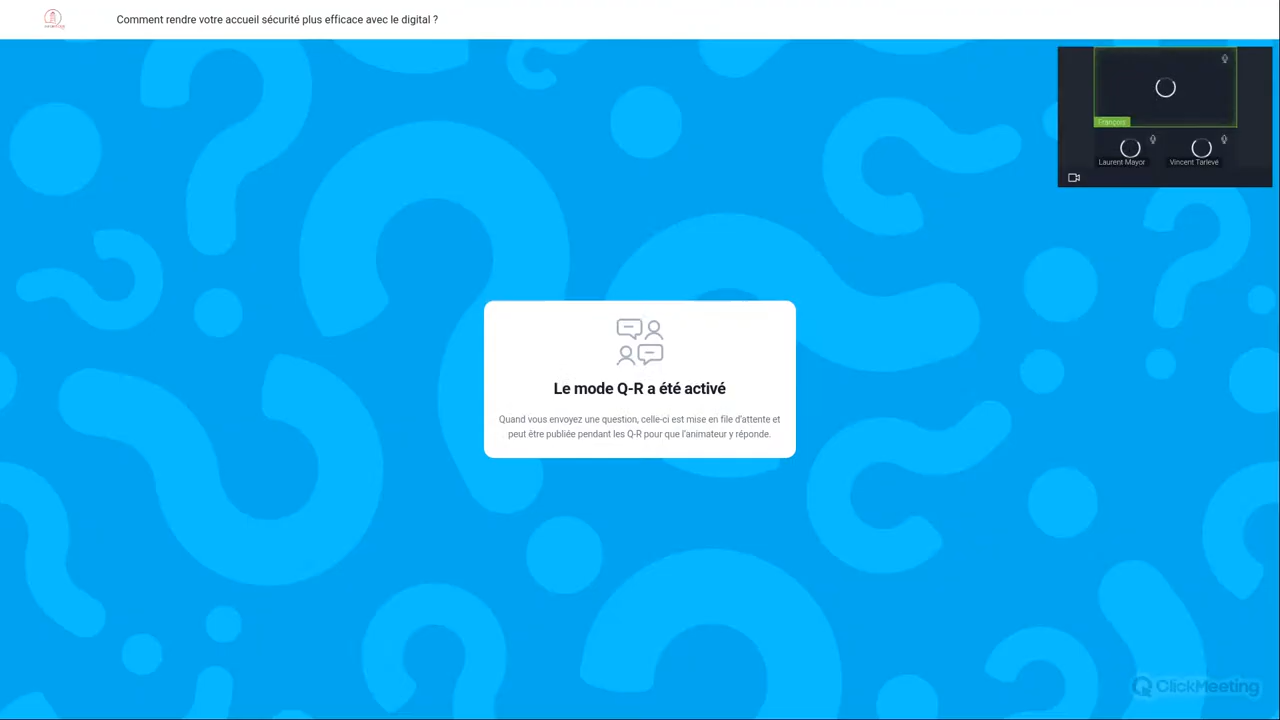 Comment rendre votre accueil sécurité plus efficace avec le digital ?
François
Laurent Mayor
Vincent Tarlevé
Le mode Q-R a été activé
Quand vous envoyez une question, celle-ci est mise en file d'attente et
peut être publiée pendant les Q-R pour que l'animateur y réponde.
ClickMeeting